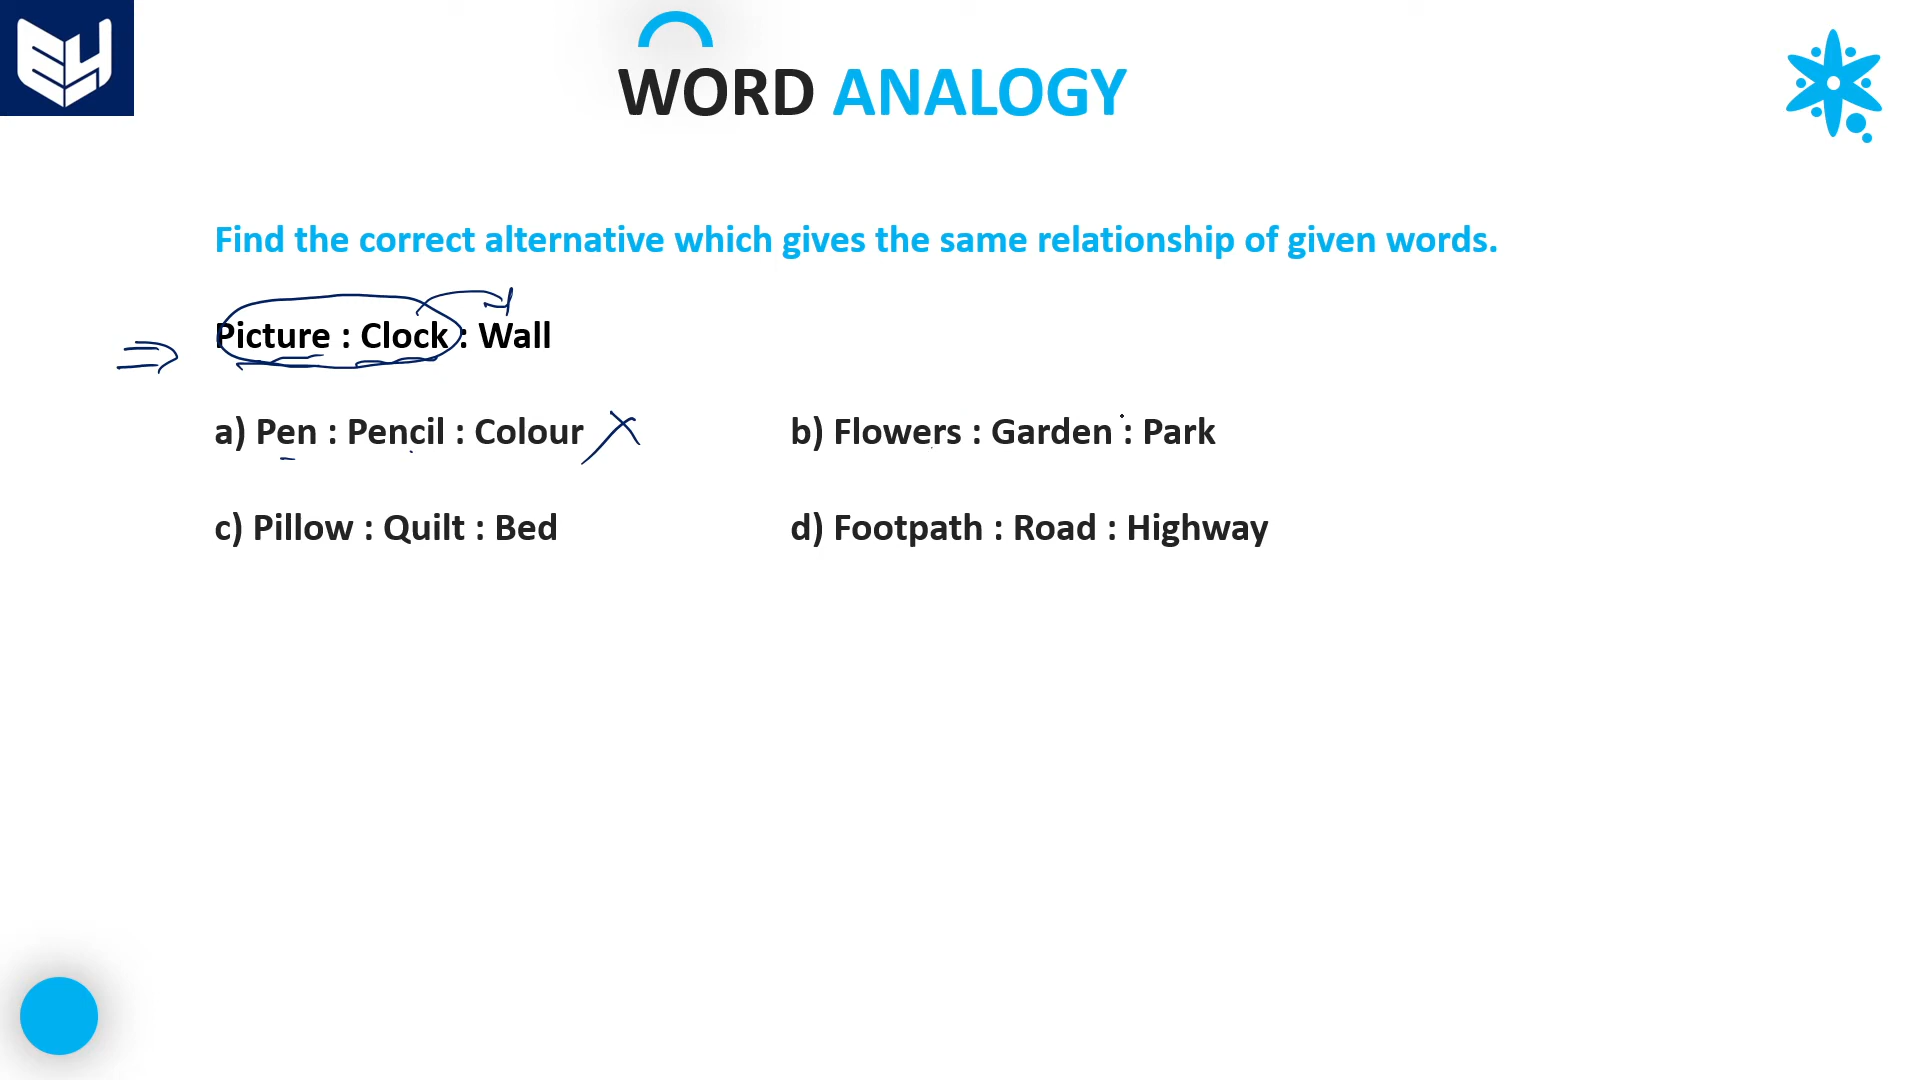 WORD ANALOGY
Find the correct alternative which gives the same relationship of given words.
Picture : Clock : Wall
a) Pen : Pencil : Colour
b) Flowers : Garden : Park
c) Pillow : Quilt : Bed
d) Footpath : Road : Highway